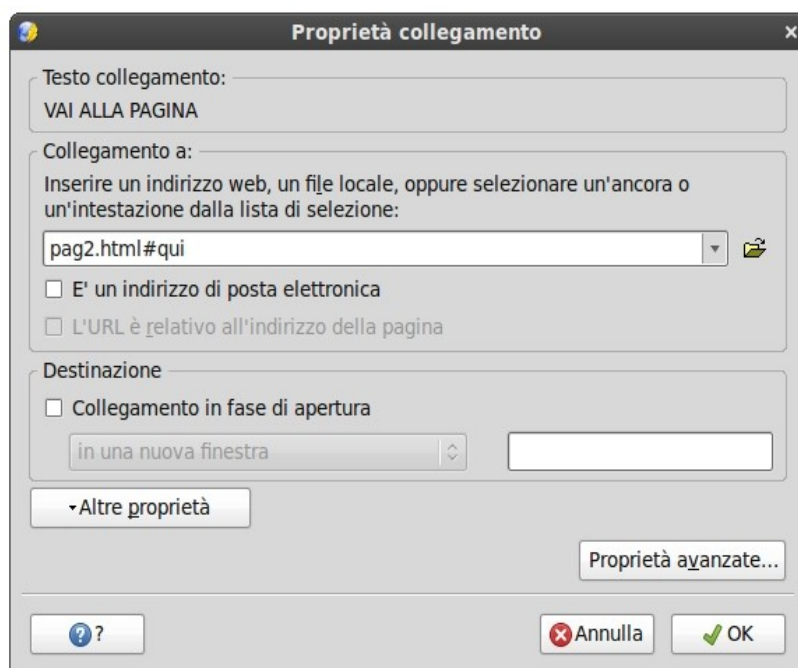 Proprietà collegamento
Testo collegamento:
VAI ALLA PAGINA
Collegamento a:
Inserire un indirizzo web, un file locale, oppure selezionare un'ancora o
un'intestazione dalla lista di selezione:
pag2.html#qui
E' un indirizzo di posta elettronica
L'URL è relativo all'indirizzo della pagina
Destinazione
Collegamento in fase di apertura
in una nuova finestra
Altre proprietà
Proprietà avanzate...
?
Annulla
OK